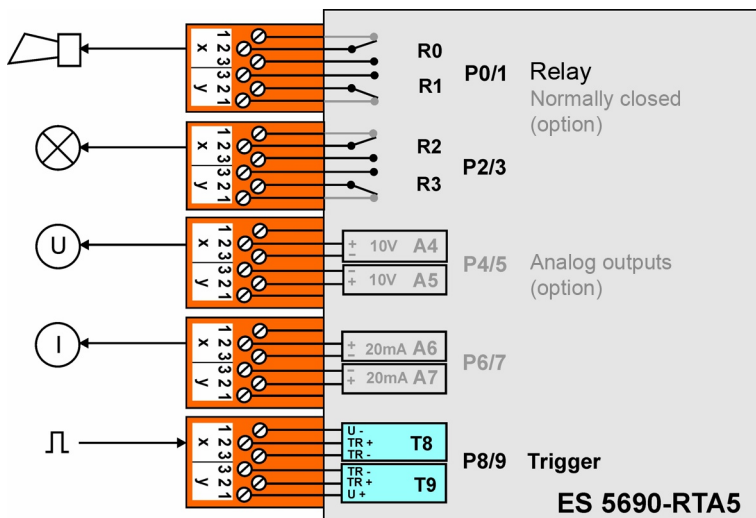 x 1 2 3 R0 P0/1 Relay
y 3 2 1 R1 Normally closed
(option)
x 1 2 3 R2 P2/3
y 3 2 1 R3
U x 1 2 3 + - 10V A4 P4/5 Analog outputs
y 3 2 1 - + 10V A5 (option)
I x 1 2 3 + - 20mA A6 P6/7
y 3 2 1 - + 20mA A7
x 1 2 3 U - TR + TR - T8 P8/9 Trigger
y 3 2 1 TR - TR + U + T9
ES 5690-RTA5